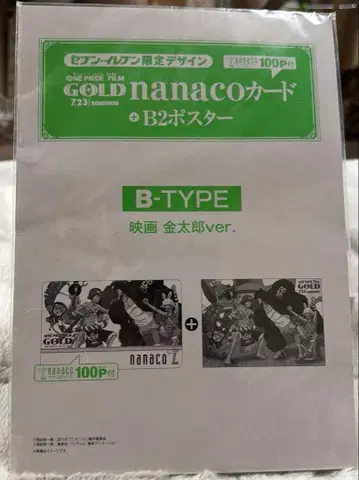 セブン-イレブン限定デザイン
nanaco 100P付
ONE PIECE FILM
GOLD
7.23 ROADSHOW
nanacoカード
+B2ポスター
B-TYPE
映画 金太郎ver.
GOLD
nanaco
+
GOLD
nanaco
100P付